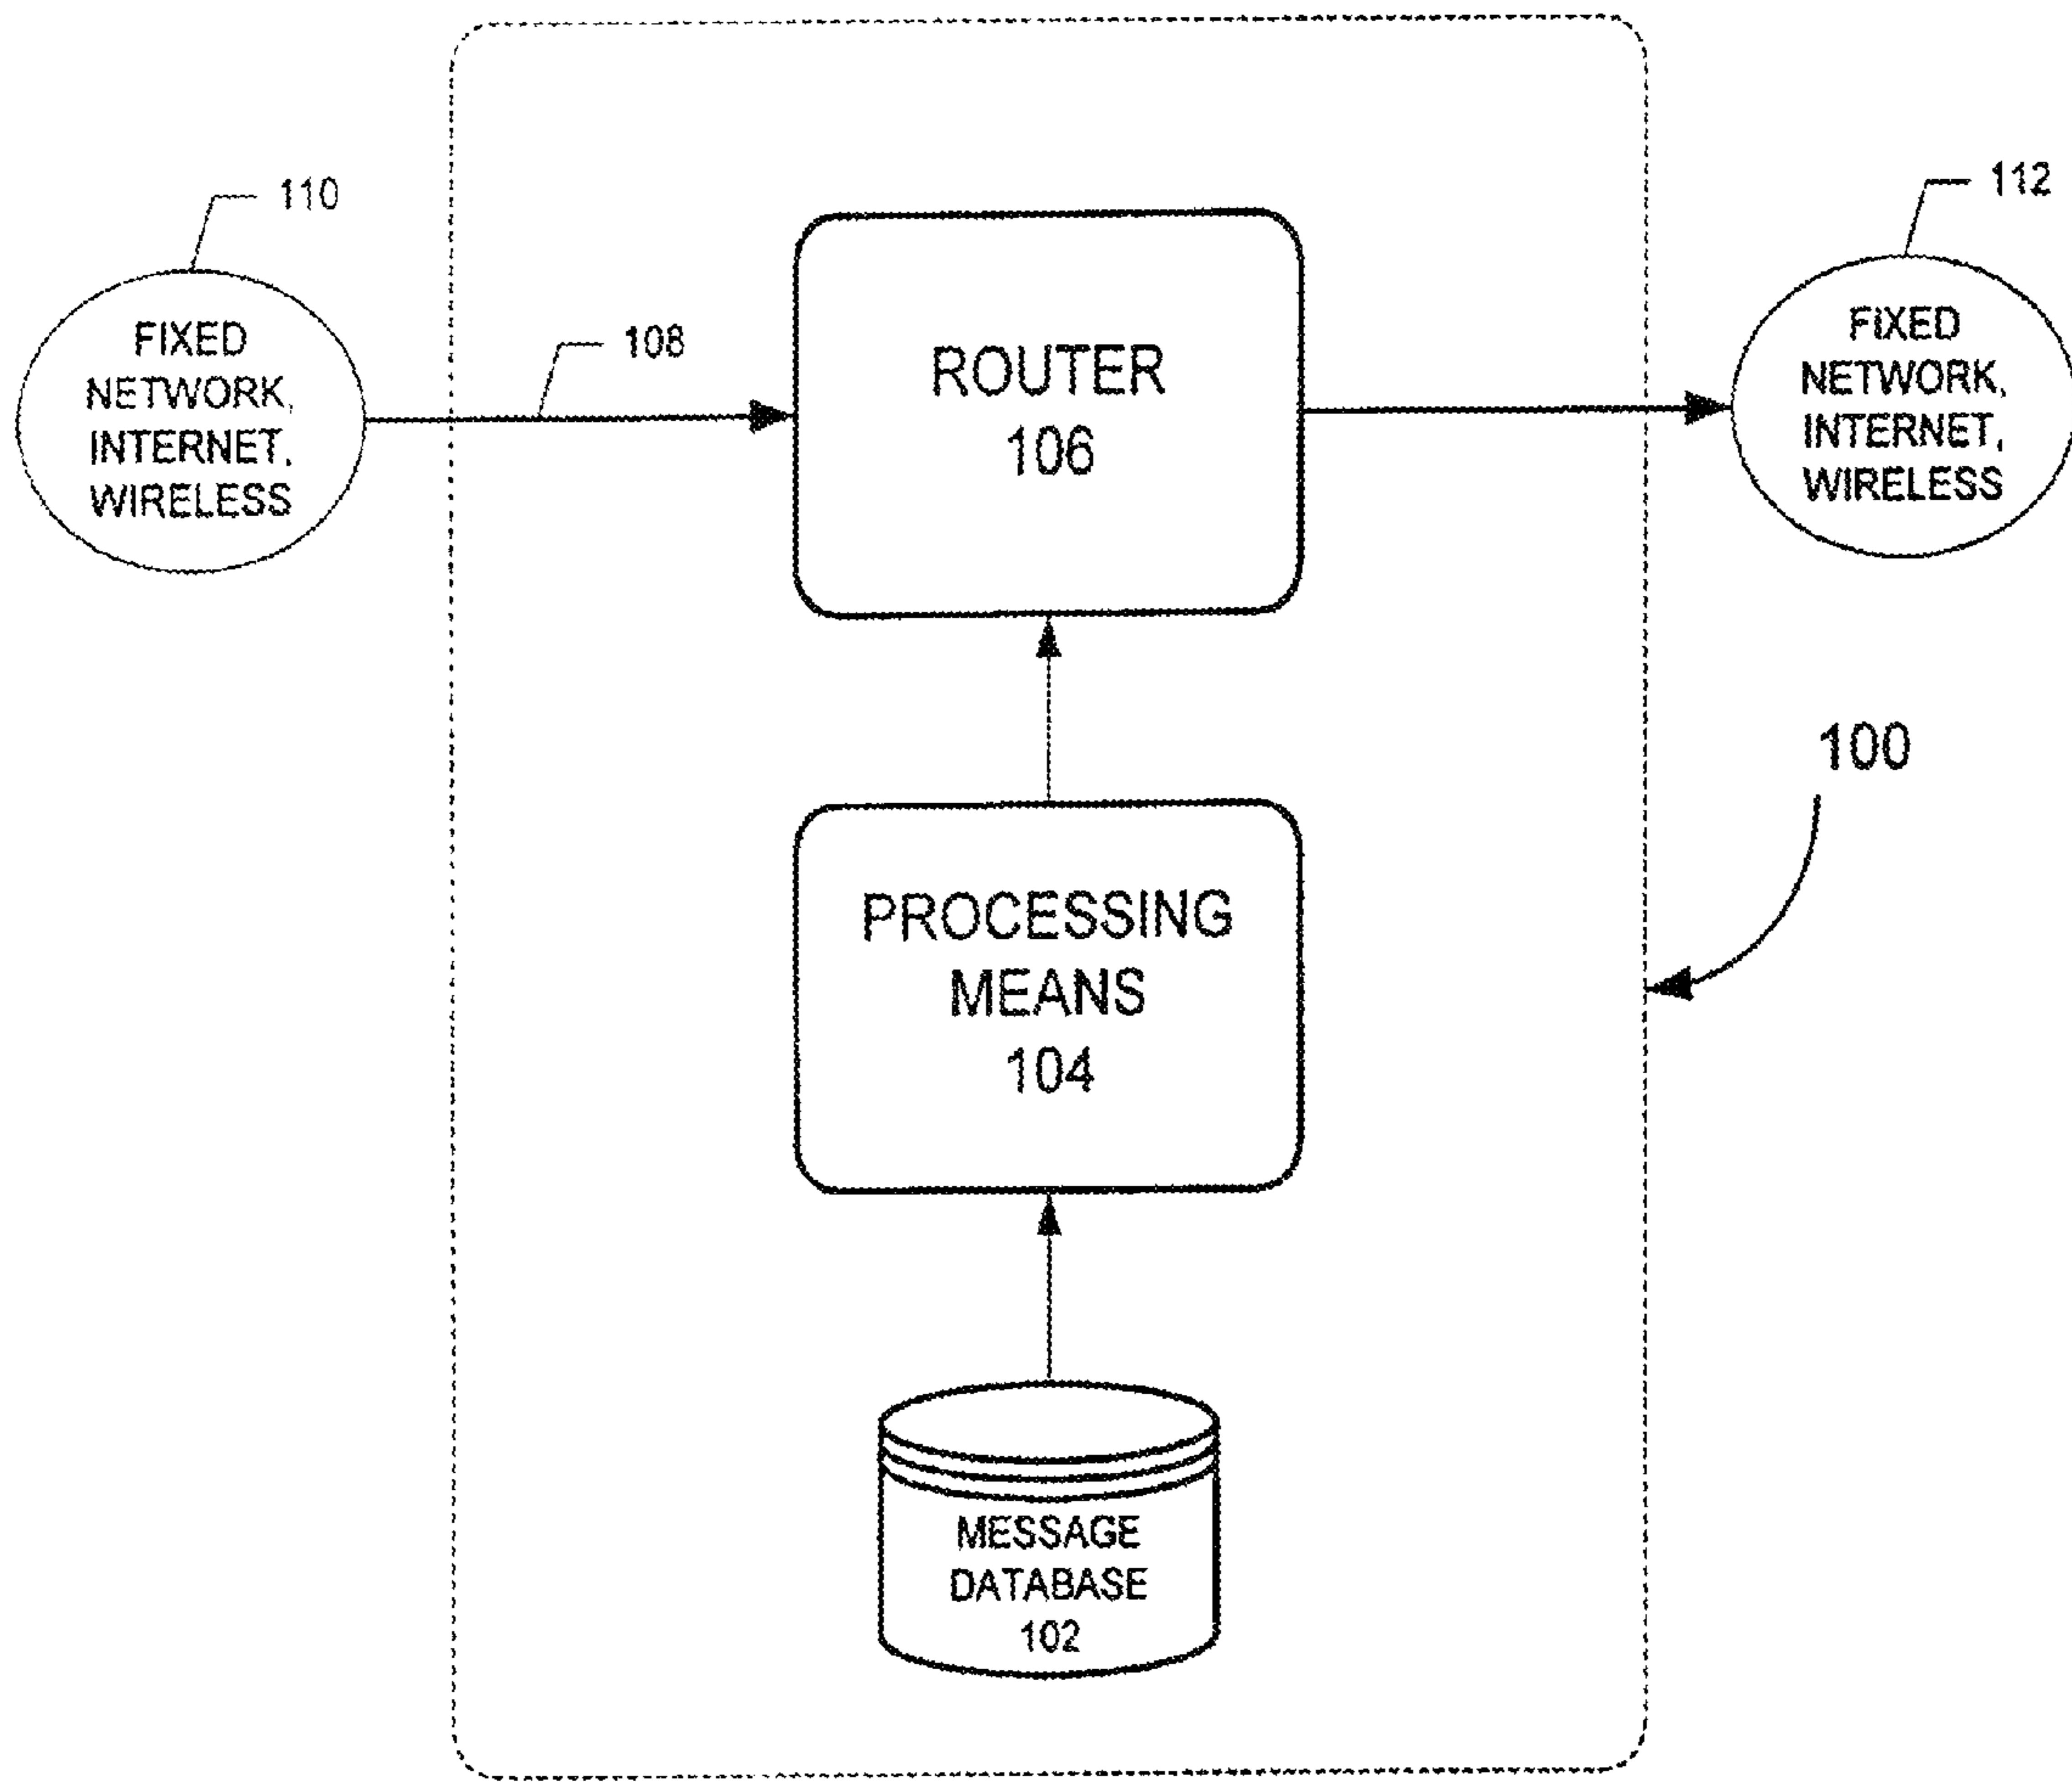 110
FIXED
NETWORK,
INTERNET,
WIRELESS
108
ROUTER
106
112
FIXED
NETWORK,
INTERNET,
WIRELESS
100
PROCESSING
MEANS
104
MESSAGE
DATABASE
102